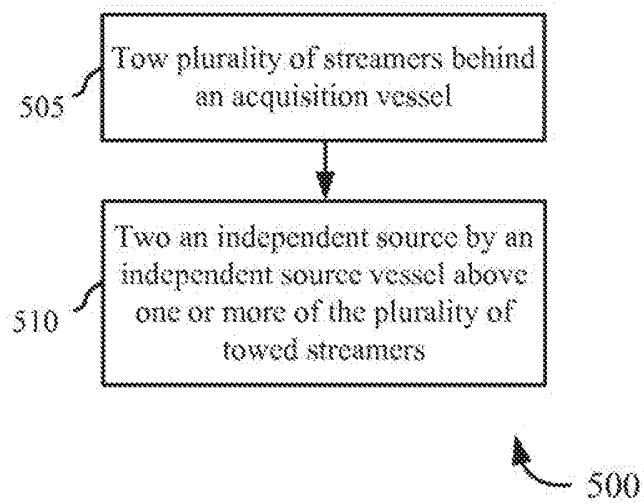 Tow plurality of streamers behind
an acquisition vessel
505
Two an independent source by an
independent source vessel above
one or more of the plurality of
towed streamers
510
500